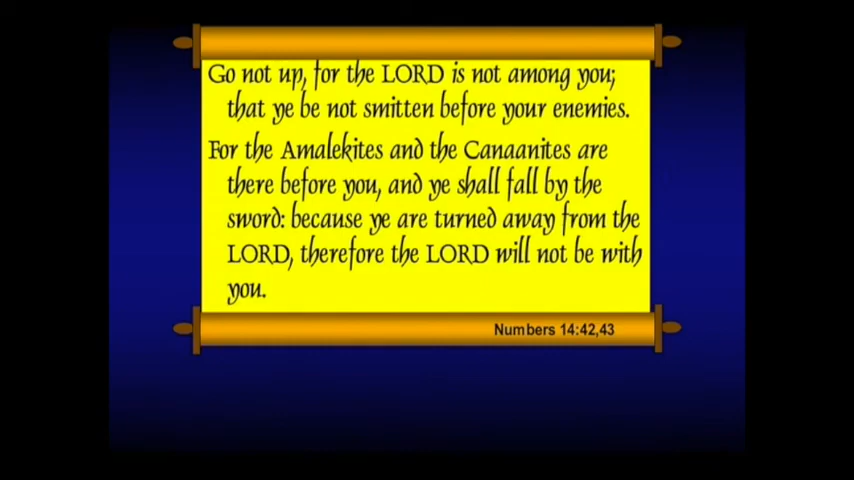 Go not up, for the LORD is not among you;
that ye be not smitten before your enemies.
For the Amalekites and the Canaanites are
there before you, and ye shall fall by the
sword: because ye are turned away from the
LORD, therefore the LORD will not be with
you.
Numbers 14:42,43